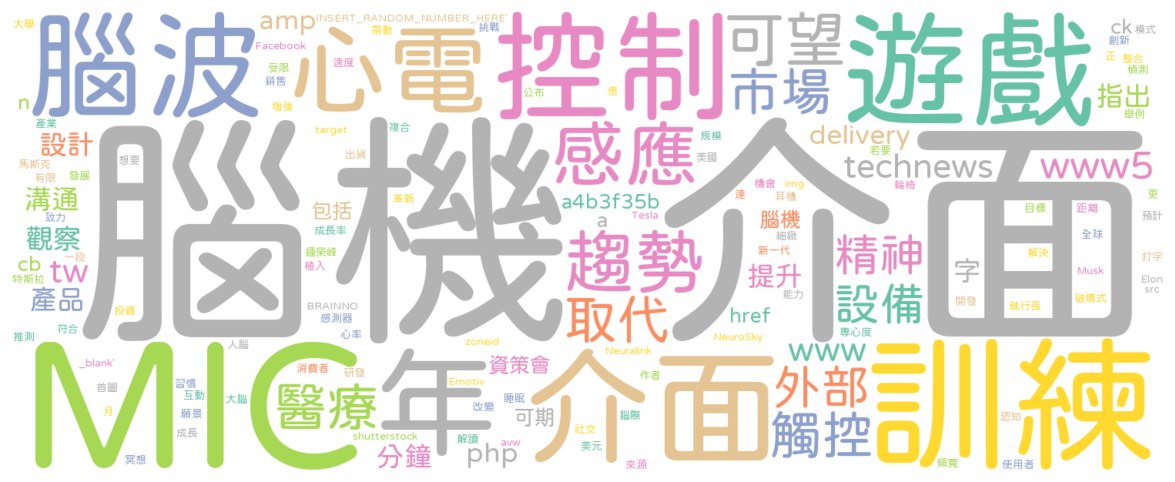 大學
amp
INSERT_RANDOM_NUMBER_HERE'
帶動
挑戰
ck
模式
腦波
心電
控制
可望
遊戲
創新
正
整合
Facebook
速度
受限
偵測
銷售
市場
指出
舉例
n
增強
公布
億
產業
target
複合
規模
delivery
若要
設計
想要
出貨
感應
美國
technews
www5
馬斯克
有限
發展
腦機介面
輪椅
機會
img
溝通
致力
革新
a4b3f35b
達
耳機
更
包括
成長率
a
Tesla
腦機
細緻
目標
距離
預計
觀察
鍾榮峰
植入
趨勢
新一代
精神
全球
解決
打字
cb
tw
特斯拉
提升
字
Musk
Elon
產品
BRAINNO
感測器
取代
能力
設備
開發
執行長
破壞式
src
投資
心率
href
專心度
推測
符合
人腦
zoneid
NeuroSky
MIC
年
介面
www
訓練
_blank'
消費者
研發
資策會
Neuralink
作者
外部
首圖
習慣
互動
大腦
醫療
Emotiv
睡眠
腦際
月
願景
改變
可期
觸控
認知
成長
shutterstock
解讀
社交
美元
冥想
分鐘
php
avw
來源
頻寬
使用者